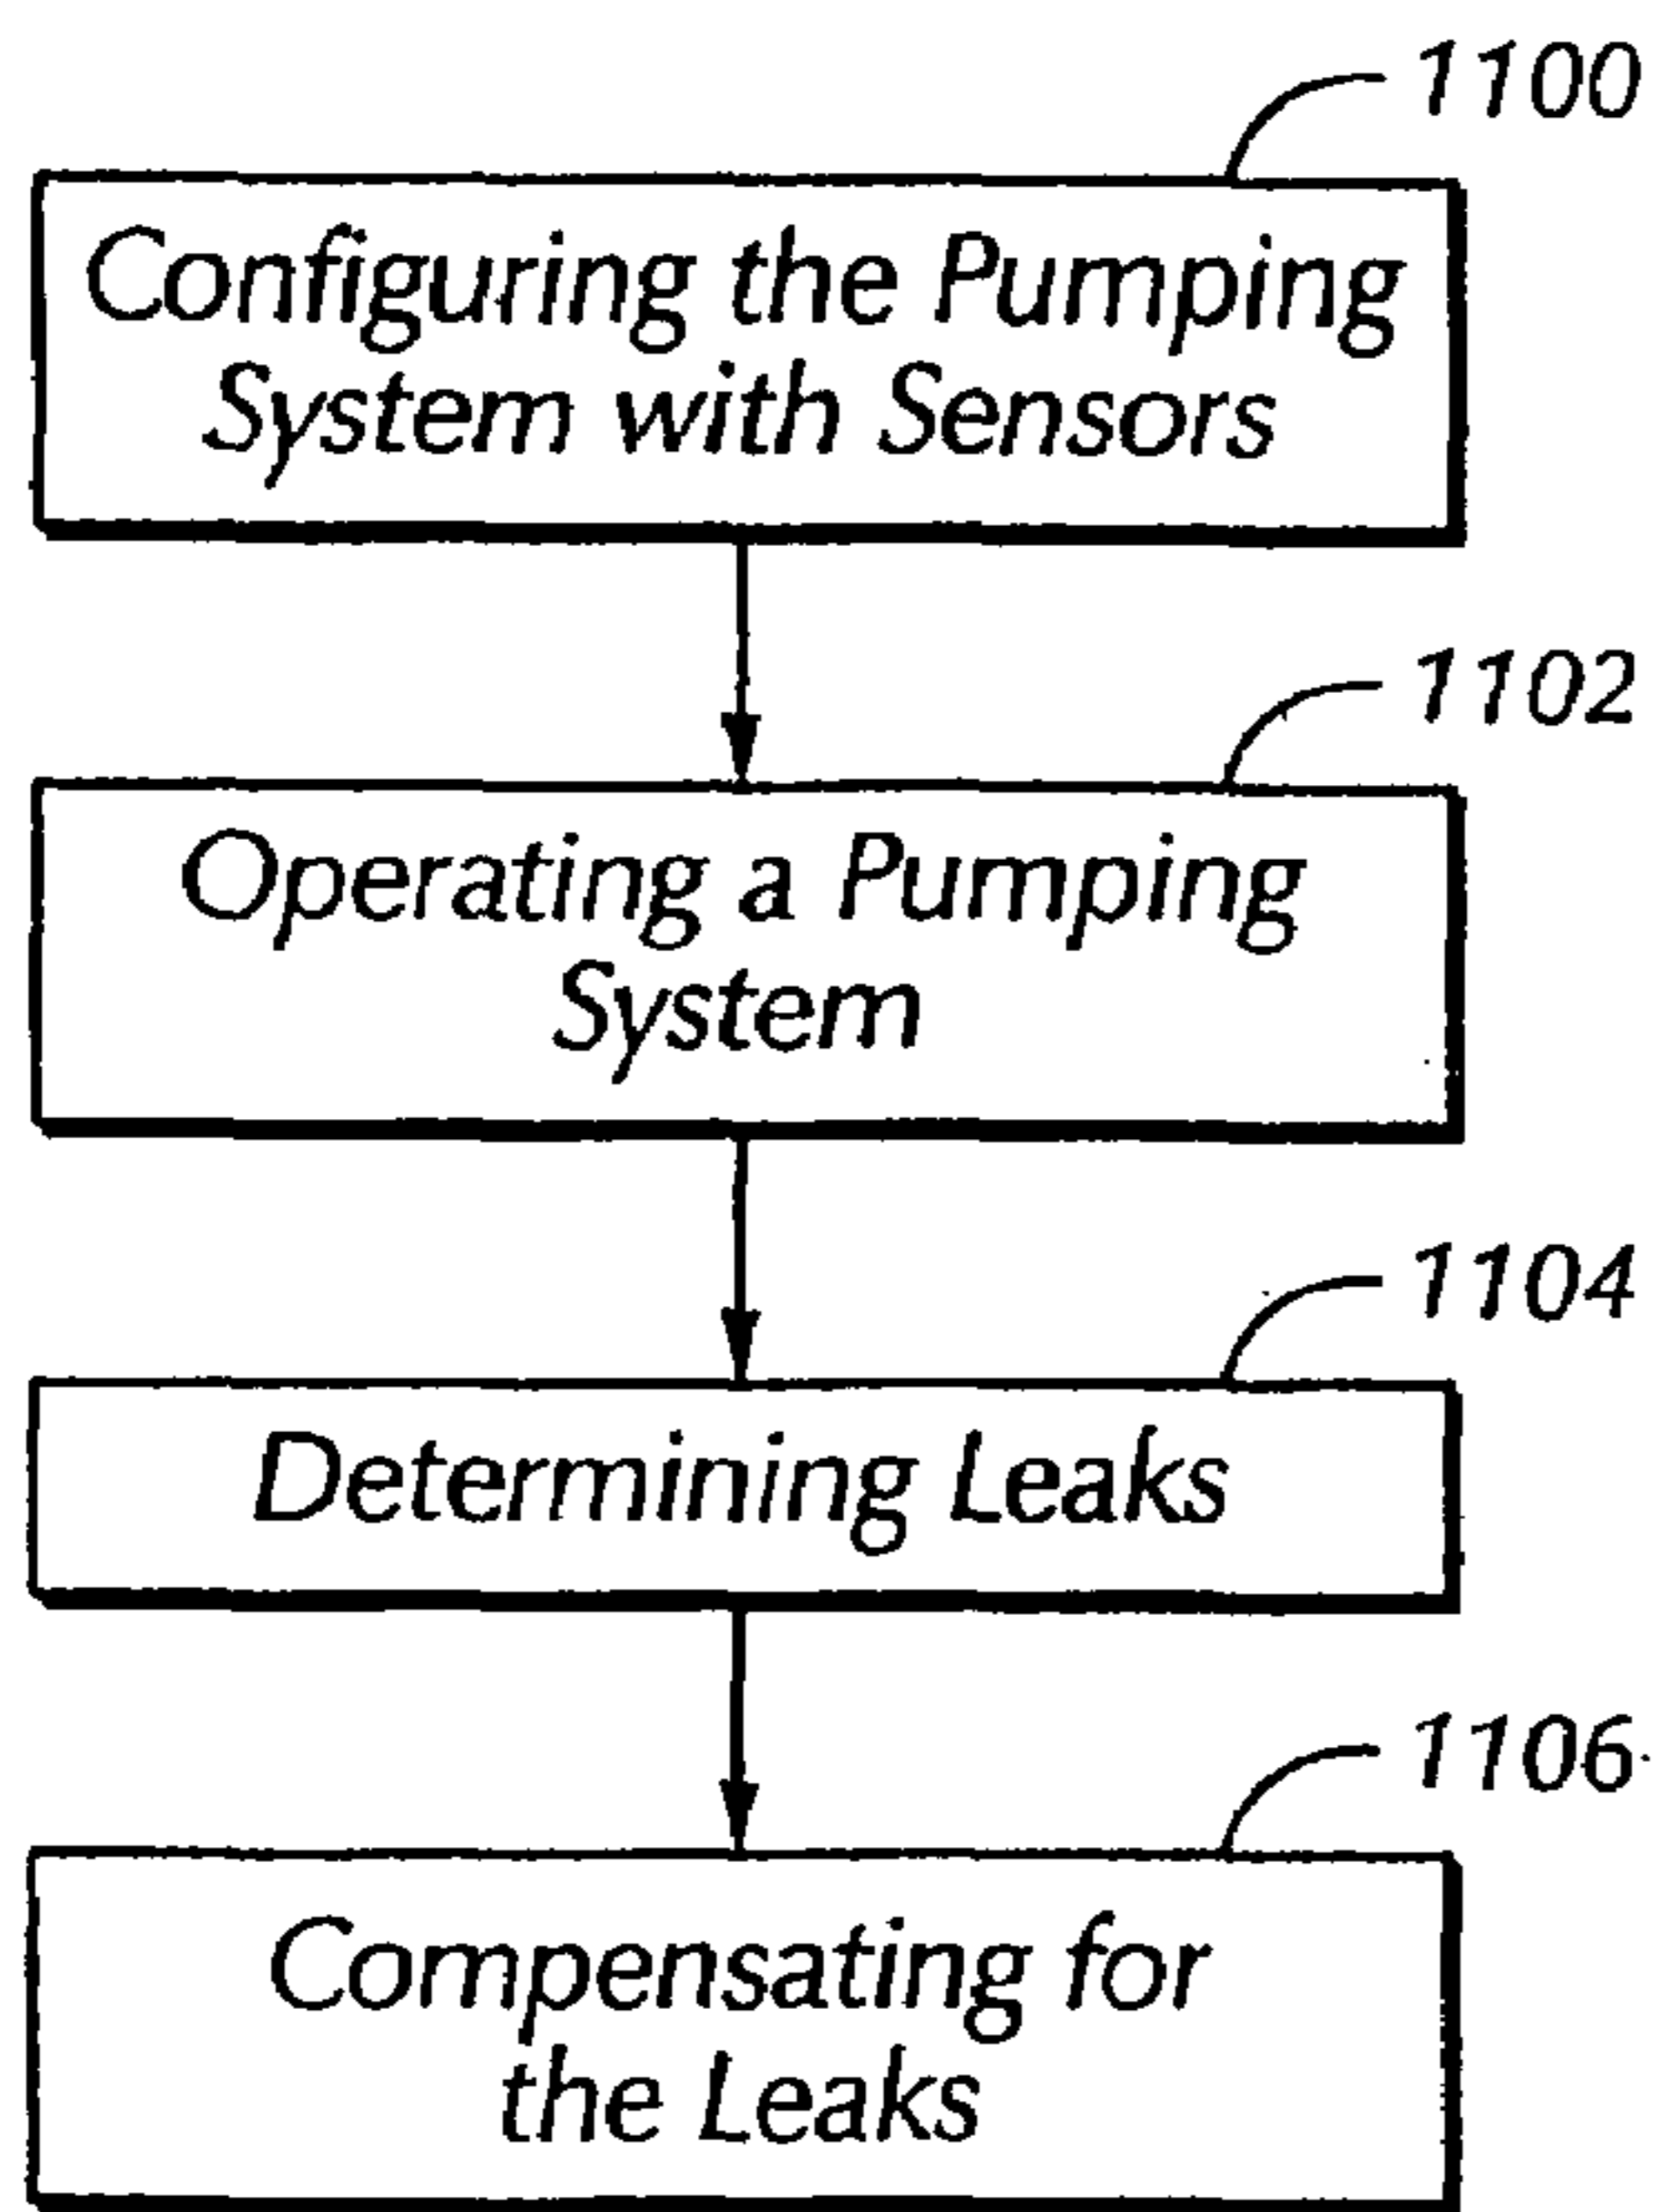 1100
Configuring the Pumping
System with Sensors
1102
Operating a Pumping
System
1104
Determining Leaks
1106
Compensating for
the Leaks